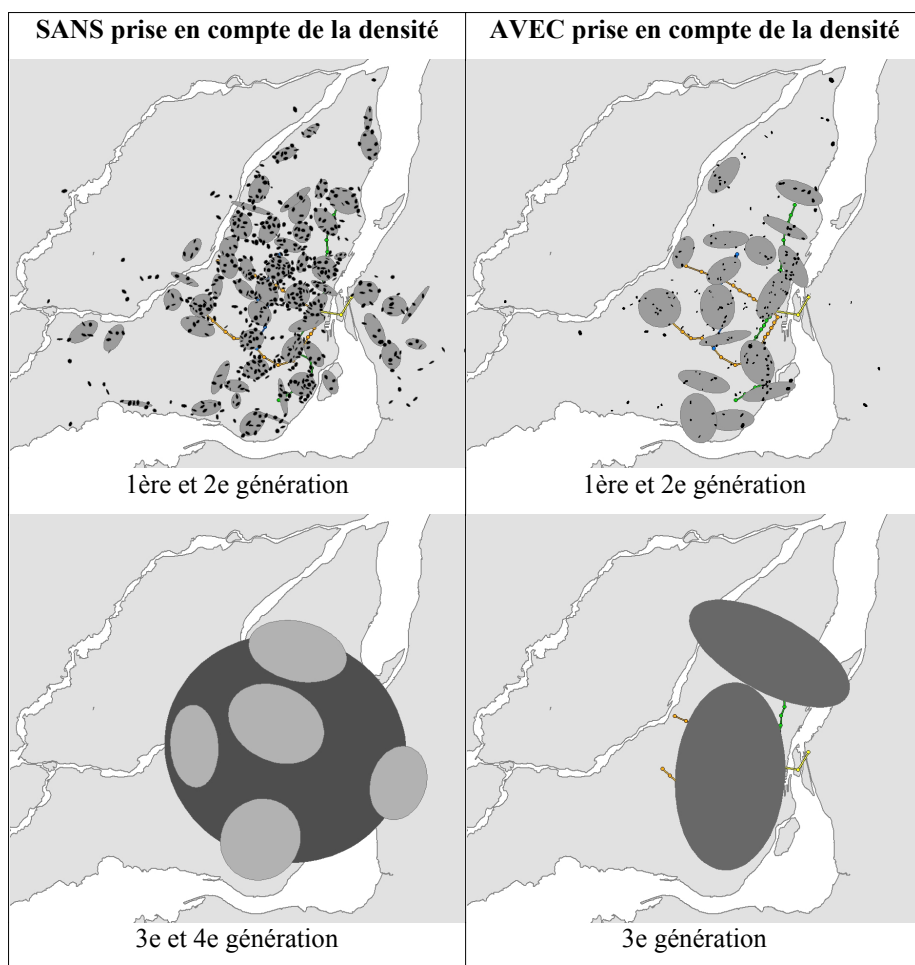 SANS prise en compte de la densité
AVEC prise en compte de la densité
1ère et 2e génération
1ère et 2e génération
3e et 4e génération
3e génération